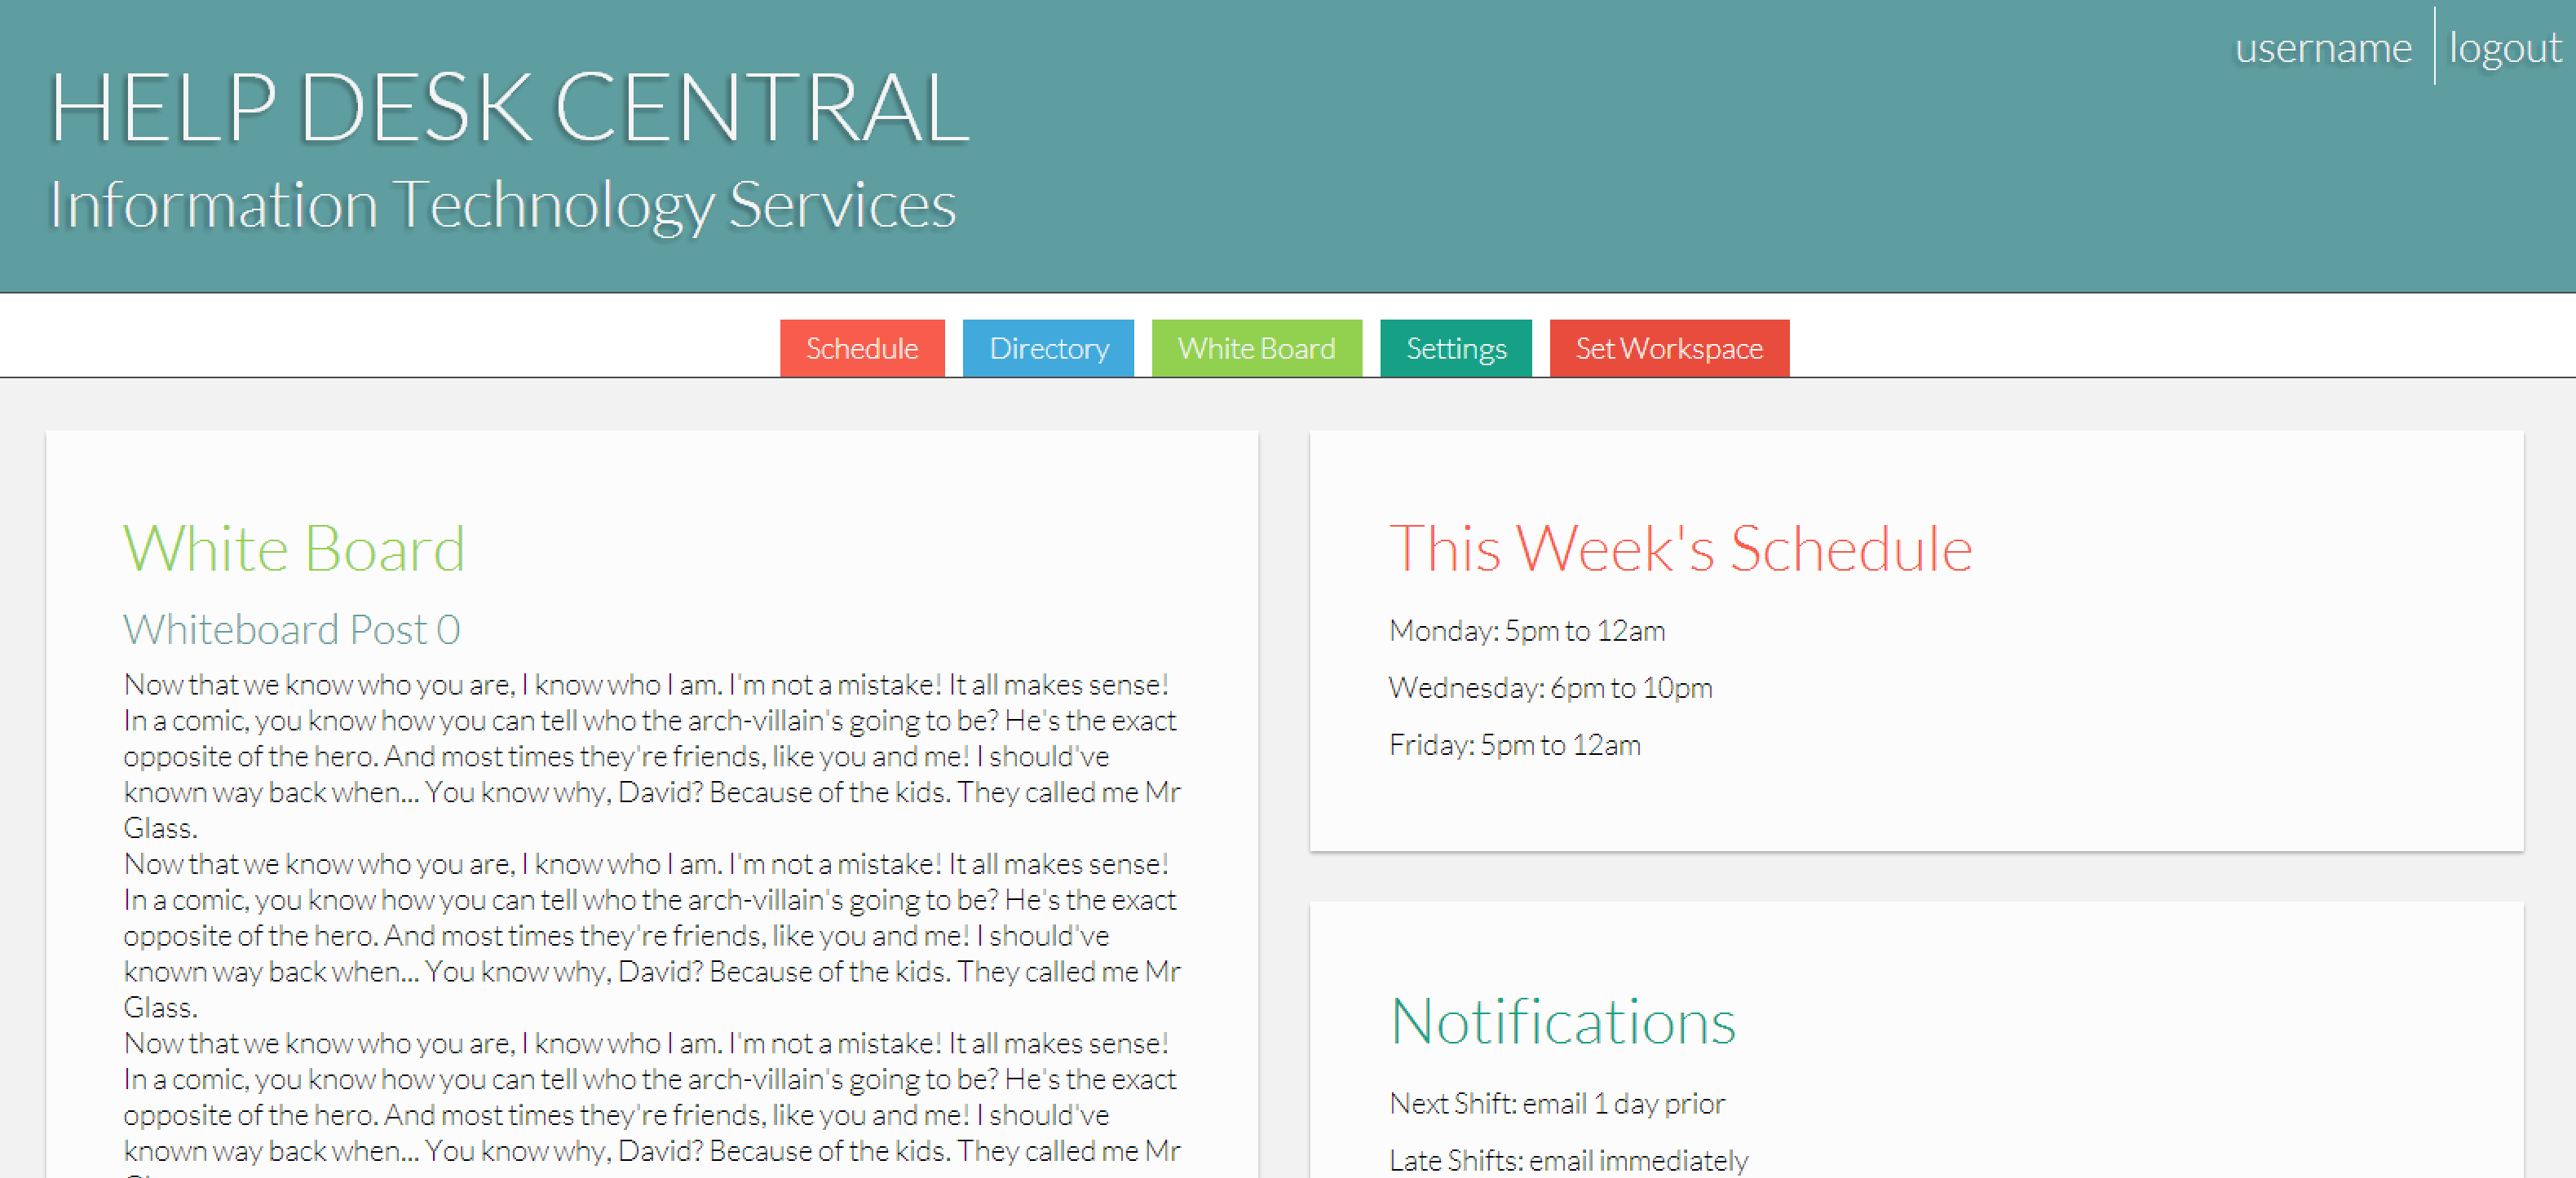 username
logout
HELP DESK CENTRAL
Information Technology Services
Schedule
Directory
White Board
Settings
Set Workspace
White Board
Whiteboard Post 0
Now that we know who you are, I know who I am. I'm not a mistake! It all makes sense!
In a comic, you know how you can tell who the arch-villain's going to be? He's the exact
opposite of the hero. And most times they're friends, like you and me! I should've
known way back when... You know why, David? Because of the kids. They called me Mr
Glass.
Now that we know who you are, I know who I am. I'm not a mistake! It all makes sense!
In a comic, you know how you can tell who the arch-villain's going to be? He's the exact
opposite of the hero. And most times they're friends, like you and me! I should've
known way back when... You know why, David? Because of the kids. They called me Mr
Glass.
Now that we know who you are, I know who I am. I'm not a mistake! It all makes sense!
In a comic, you know how you can tell who the arch-villain's going to be? He's the exact
opposite of the hero. And most times they're friends, like you and me! I should've
known way back when... You know why, David? Because of the kids. They called me Mr
This Week's Schedule
Monday: 5pm to 12am
Wednesday: 6pm to 10pm
Friday: 5pm to 12am
Notifications
Next Shift: email 1 day prior
Late Shifts: email immediately